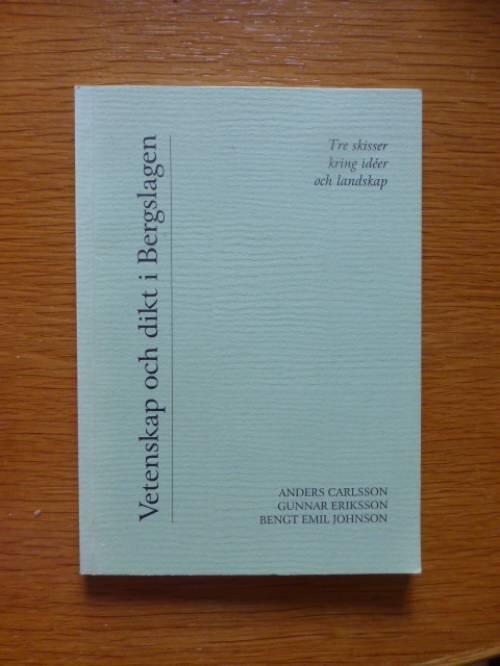 Vetenskap och dikt i Bergslagen
Tre skisser
kring idéer
och landskap
ANDERS CARLSSON
GUNNAR ERIKSSON
BENGT EMIL JOHNSON